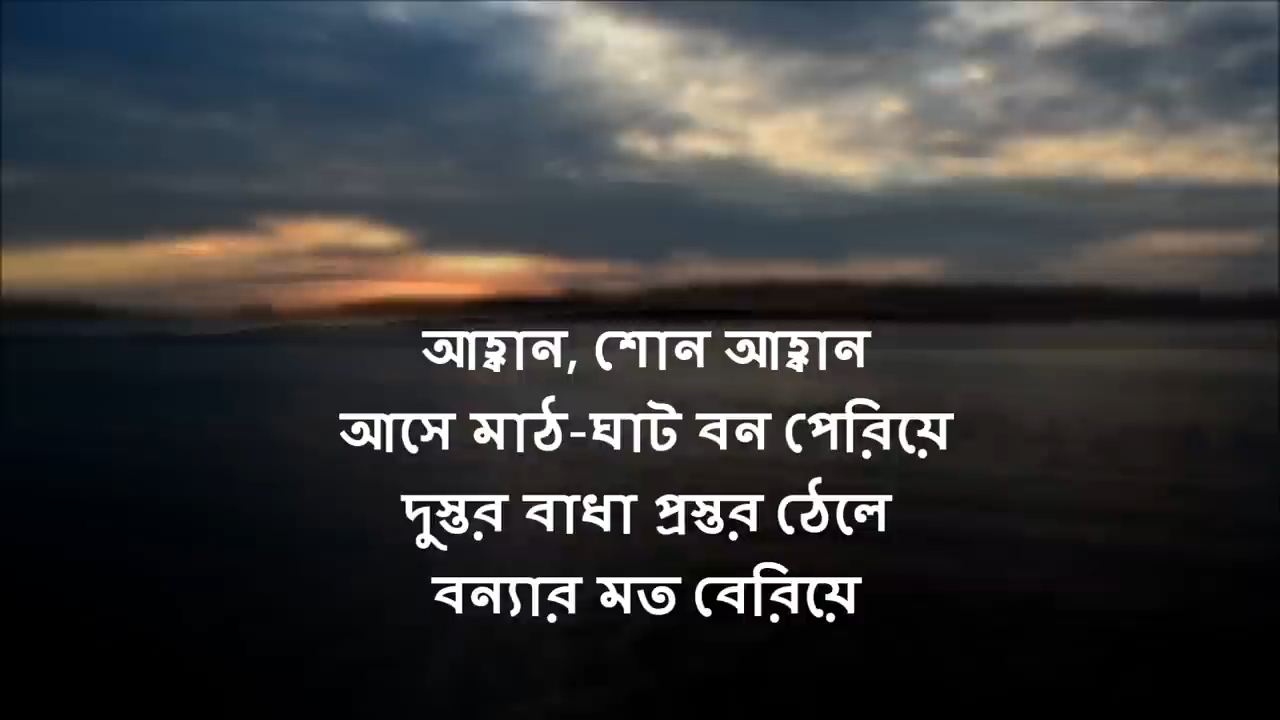 আহ্বান, শোন আহ্বান
আসে মাঠ-ঘাট বন পেরিয়ে
দুস্তর বাধা প্রস্তর ঠেলে
বন্যার মত বেরিয়ে